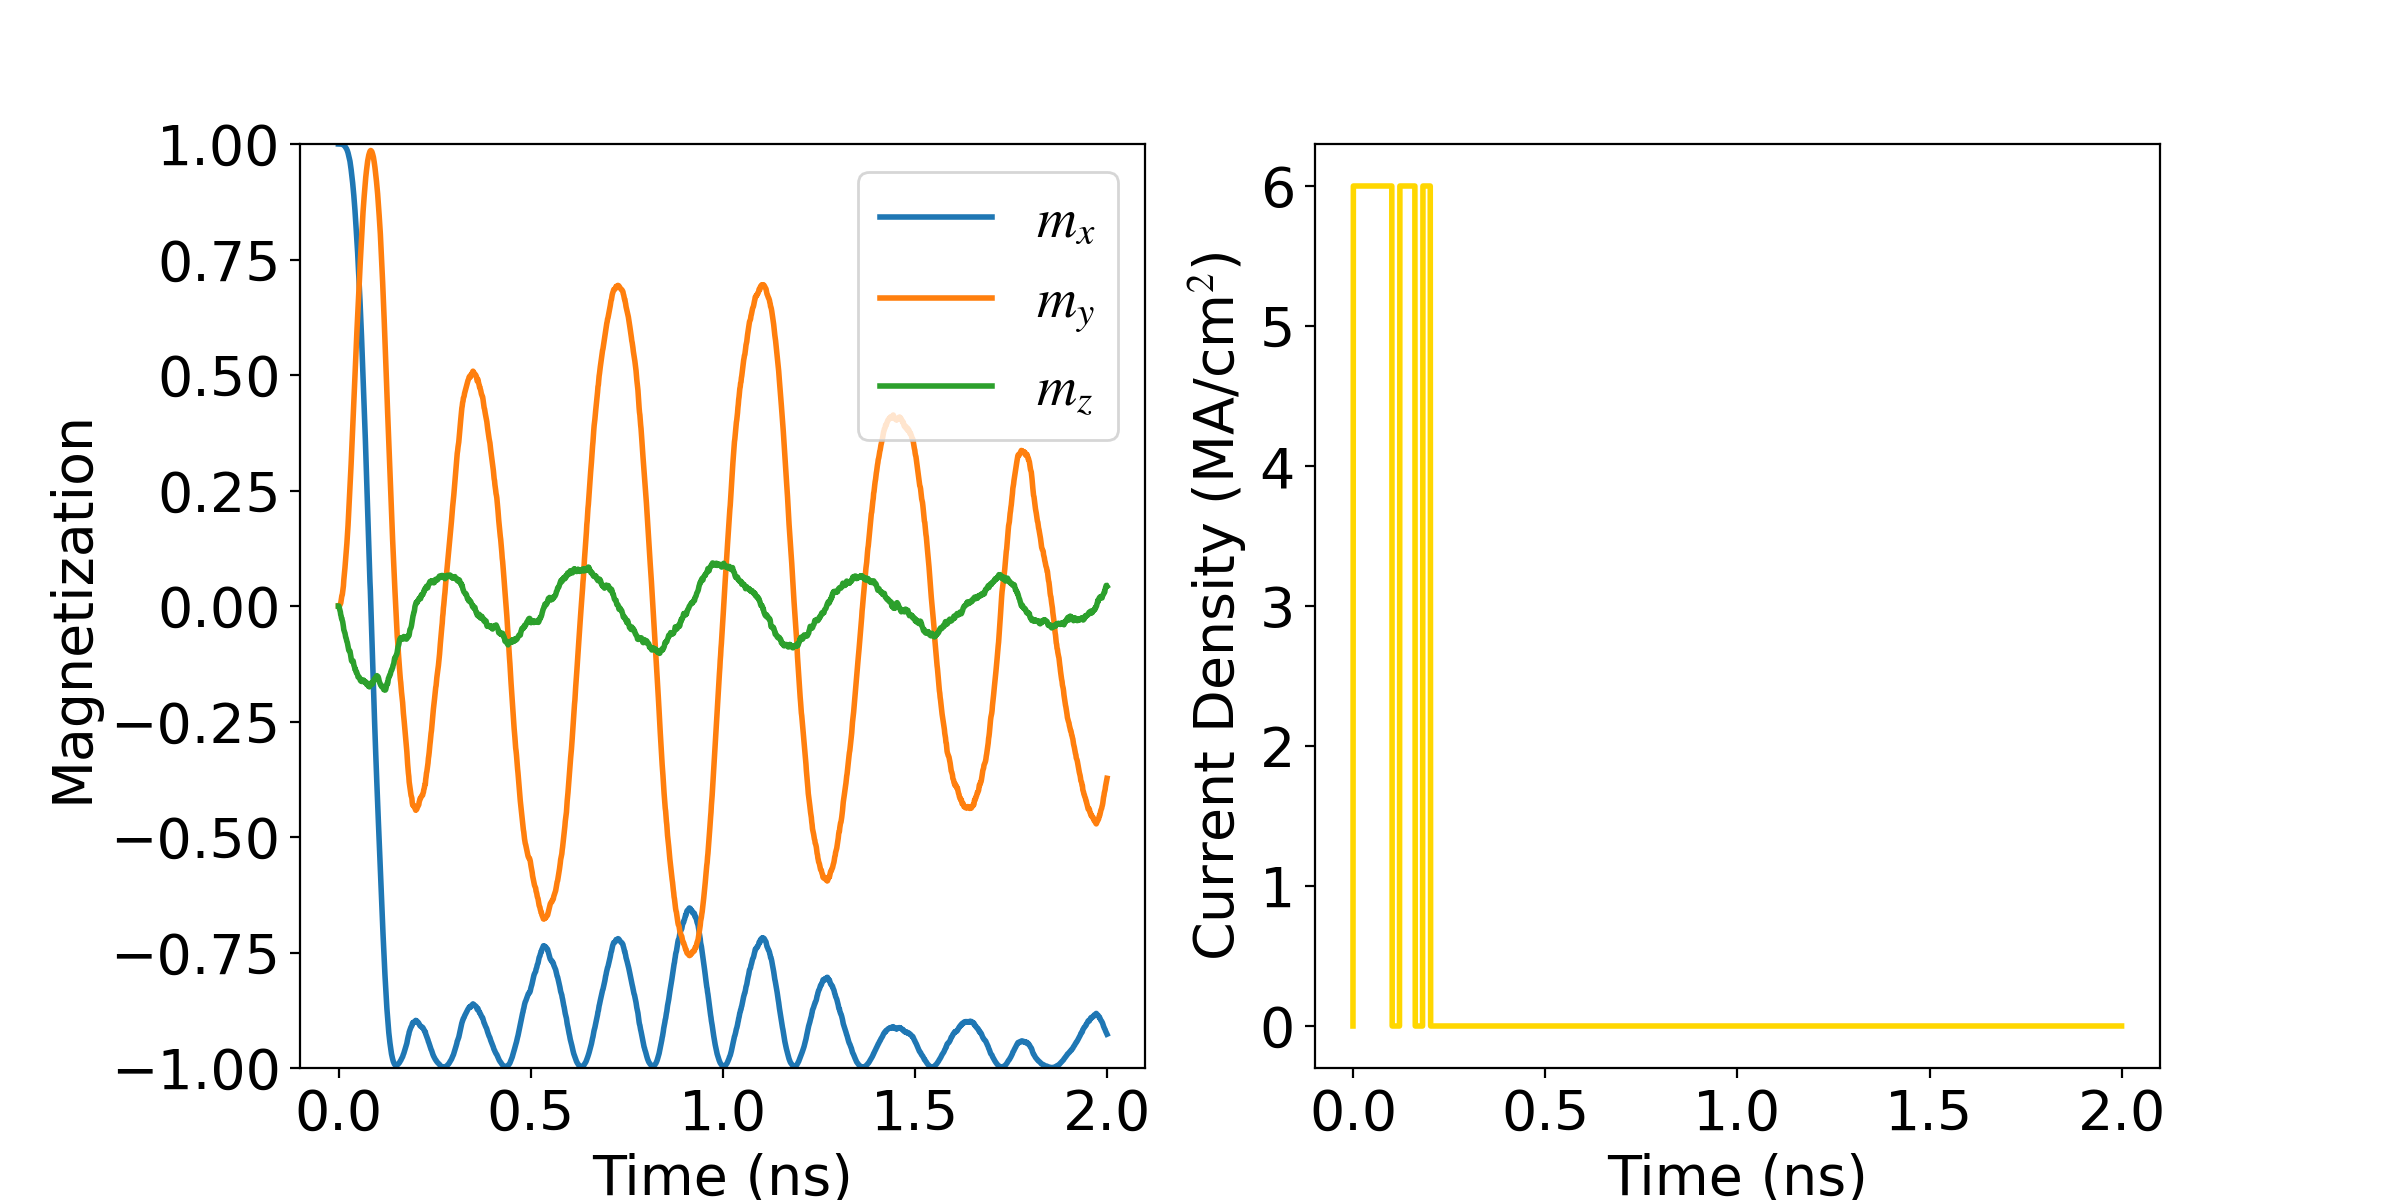 1.00
0.75
0.50
0.25
0.00
−0.25
−0.50
−0.75
−1.00
Magnetization
0.0 0.5 1.0 1.5 2.0
Time (ns)
m_x
m_y
m_z
6
5
4
3
2
1
0
Current Density (MA/cm²)
0.0 0.5 1.0 1.5 2.0
Time (ns)